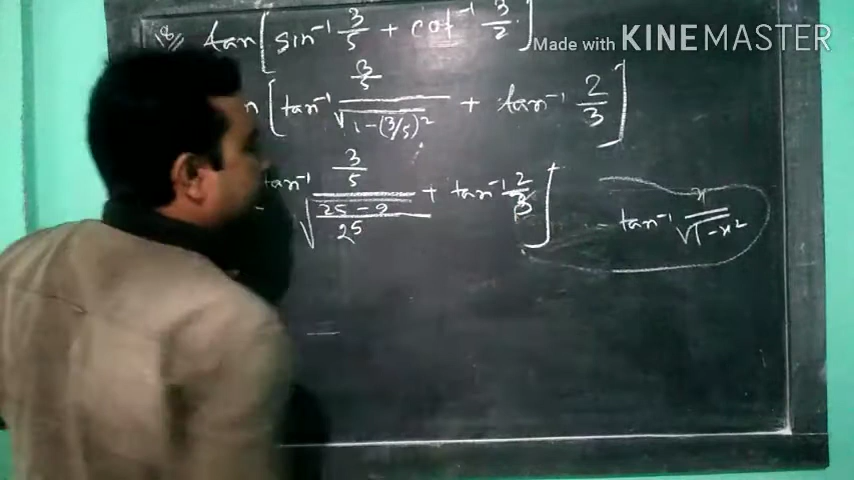 18 tan[sin⁻¹ 3/5 + cot⁻¹ 3/2]
Made with KINEMASTER
n[tan⁻¹ (3/5)/√(1-(3/5)²) + tan⁻¹ 2/3]
tan⁻¹ (3/5)/√((25-9)/25) + tan⁻¹ 2/3]
tan⁻¹ x/√(1-x²)
=